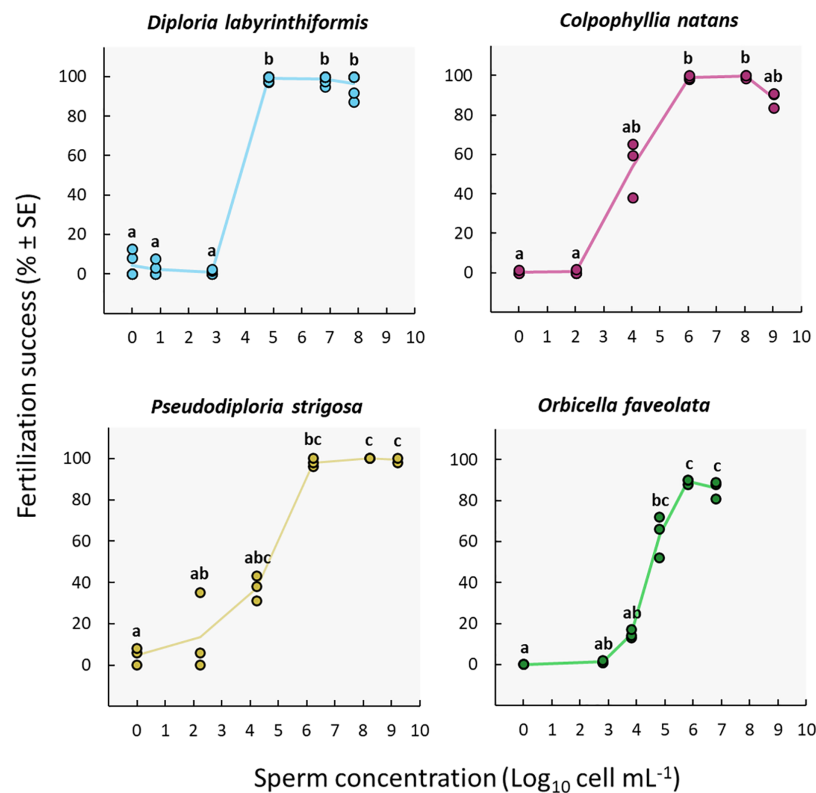 Diploria labyrinthiformis
Colpophyllia natans
b b b
100
80
60
40
20
0
a a a
0 1 2 3 4 5 6 7 8 9 10
b b
ab
ab
100
80
60
40
20
0
a a
0 1 2 3 4 5 6 7 8 9 10
Fertilization success (% ± SE)
Pseudodiploria strigosa
Orbicella faveolata
bc c c
abc
ab
a
100
80
60
40
20
0
0 1 2 3 4 5 6 7 8 9 10
c c
bc
ab
a ab
100
80
60
40
20
0
0 1 2 3 4 5 6 7 8 9 10
Sperm concentration (Log₁₀ cell mL⁻¹)